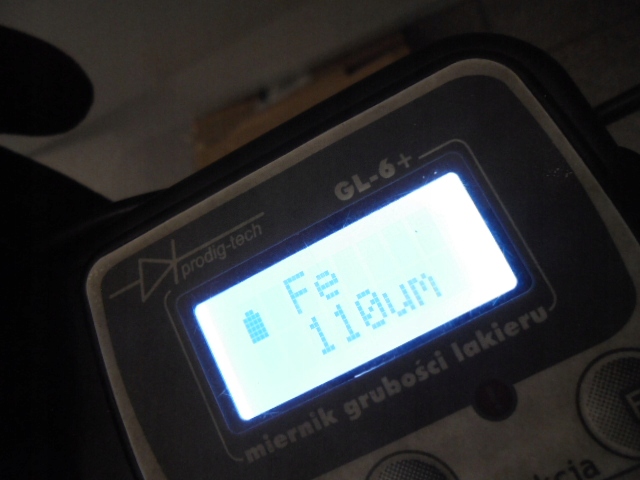 GL-6+
prodig-tech
Fe
110um
miernik grubości lakieru